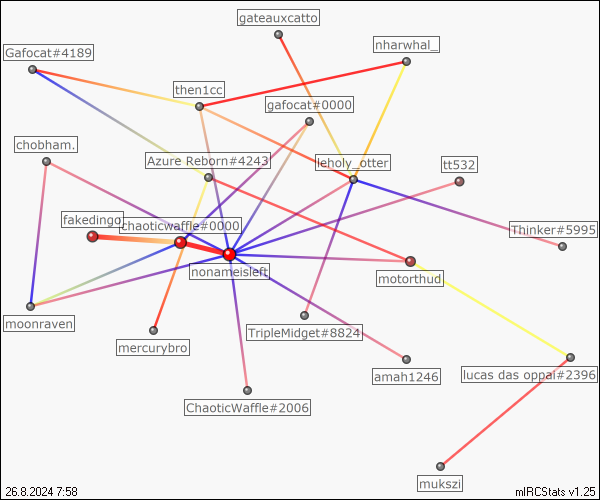 gateauxcatto
nharwhal_
Gafocat#4189
then1cc
gafocat#0000
chobham.
Azure Reborn#4243
leholy_otter
tt532
fakedingo
chaoticwaffle#0000
Thinker#5995
nonameisleft
motorthud
moonraven
TripleMidget#8824
mercurybro
amah1246
lucas das oppai#2396
ChaoticWaffle#2006
mukszi
26.8.2024 7:58
mIRCStats v1.25